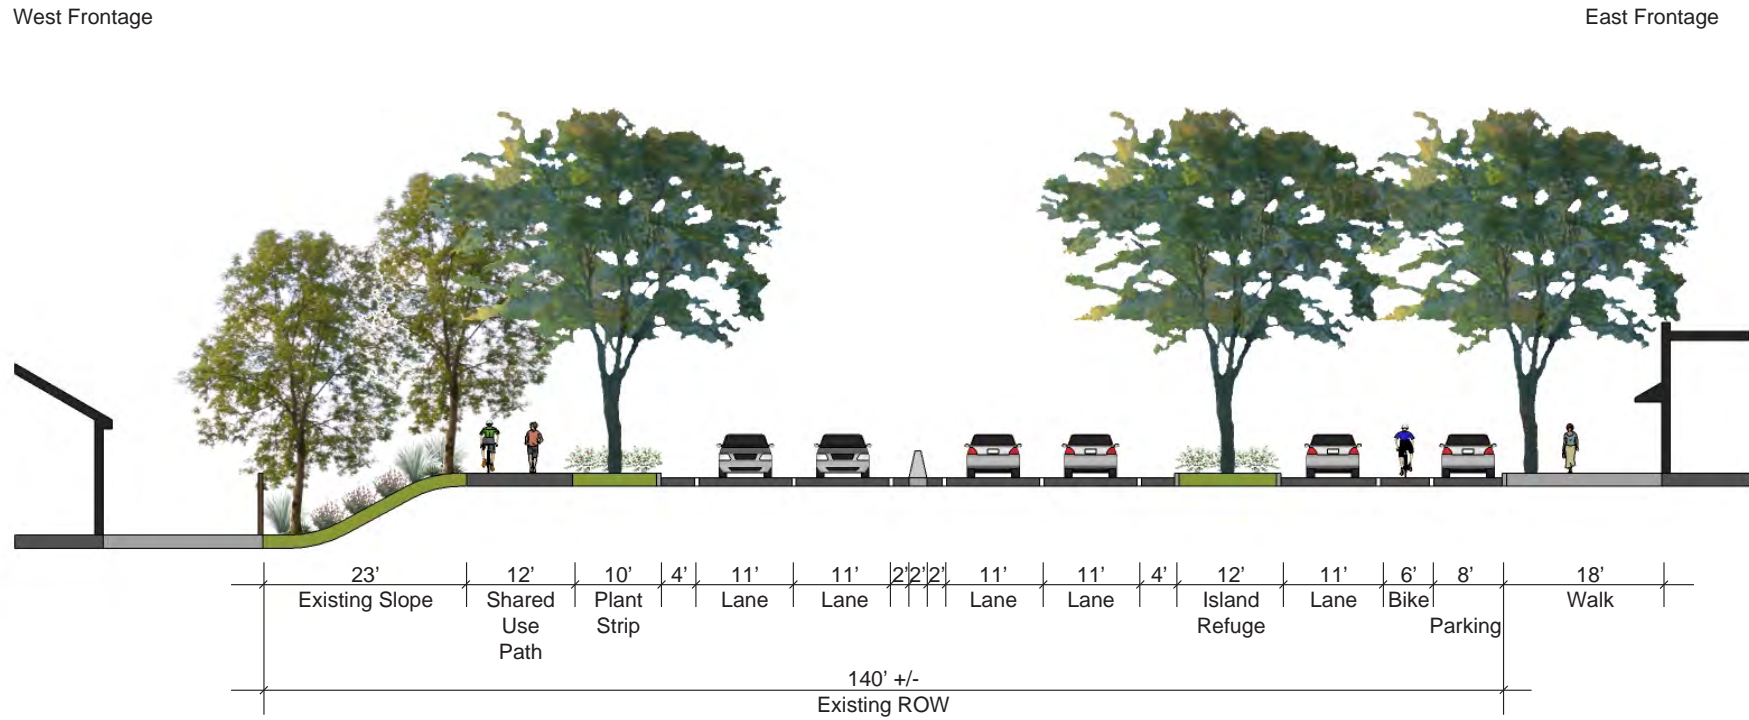 West Frontage
East Frontage
23’ 12’ 10’ 4’ 11’ 11’ 2’ 2’ 2’ 11’ 11’ 4’ 12’ 11’ 6’ 8’ 18’
Existing Slope Shared Plant Lane Lane Lane Lane Island Lane Bike Walk
Use Strip Refuge Parking
Path
140’ +/-
Existing ROW